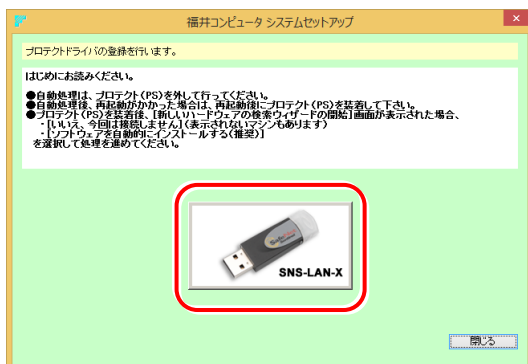 福井コンピュータ システムセットアップ
プロテクトドライバの登録を行います。
はじめにお読みください。
●自動処理は、プロテクト(PS)を外して行ってください。
●自動処理後、再起動がかかった場合は、再起動後にプロテクト(PS)を装着して下さい。
●プロテクト(PS)を装着後、[新しいハードウェアの検索ウィザードの開始]画面が表示された場合、
・[いいえ、今回は接続しません](表示されないマシンもあります)
・[ソフトウェアを自動的にインストールする(推奨)]
を選択して処理を進めてください。
SNS-LAN-X
閉じる